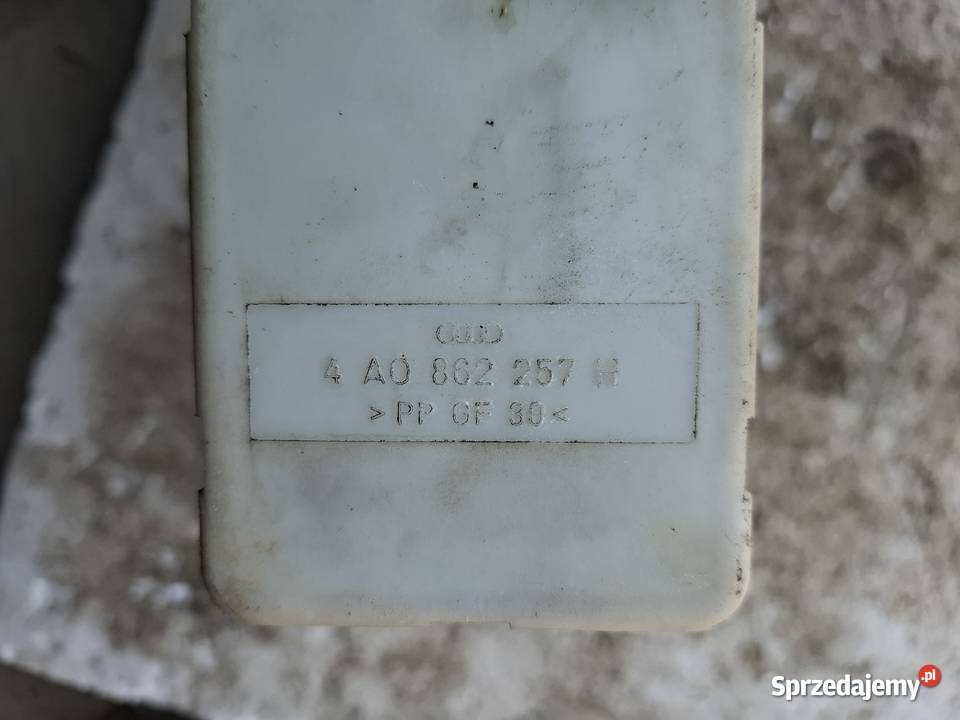 4 A0 862 257 H
>PP GF 30<
Sprzedajemy.pl